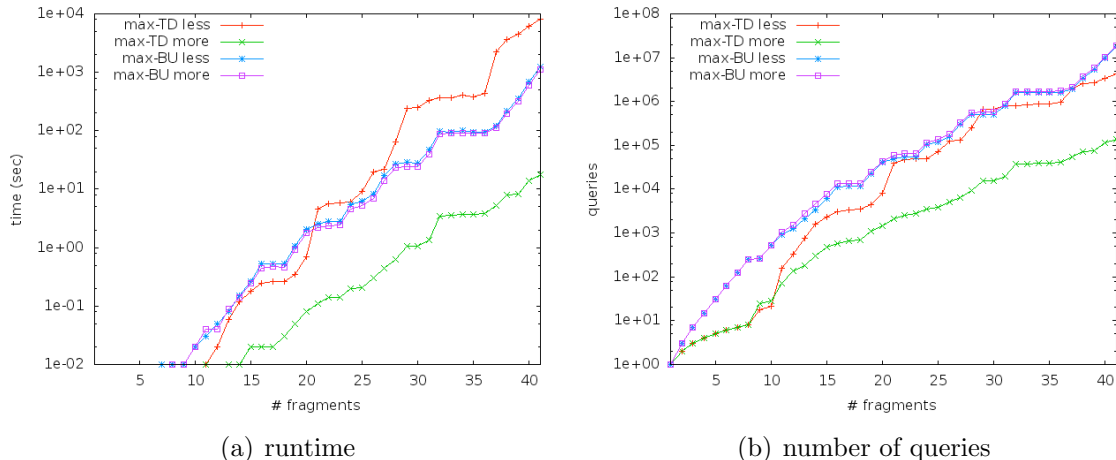 1e+04
1e+03
1e+02
1e+01
1e+00
1e-01
1e-02
time (sec)
max-TD less
max-TD more
max-BU less
max-BU more
5 10 15 20 25 30 35 40
# fragments
(a) runtime
1e+08
1e+07
1e+06
1e+05
1e+04
1e+03
1e+02
1e+01
1e+00
queries
max-TD less
max-TD more
max-BU less
max-BU more
5 10 15 20 25 30 35 40
# fragments
(b) number of queries